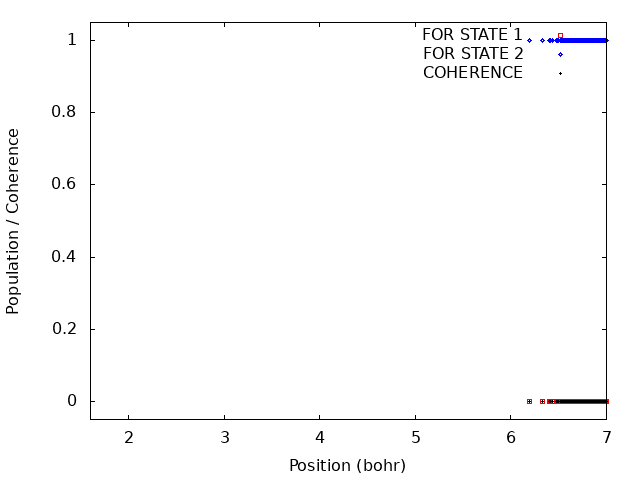 FOR STATE 1
FOR STATE 2
COHERENCE
1
0.8
0.6
0.4
0.2
0
Population / Coherence
2 3 4 5 6 7
Position (bohr)